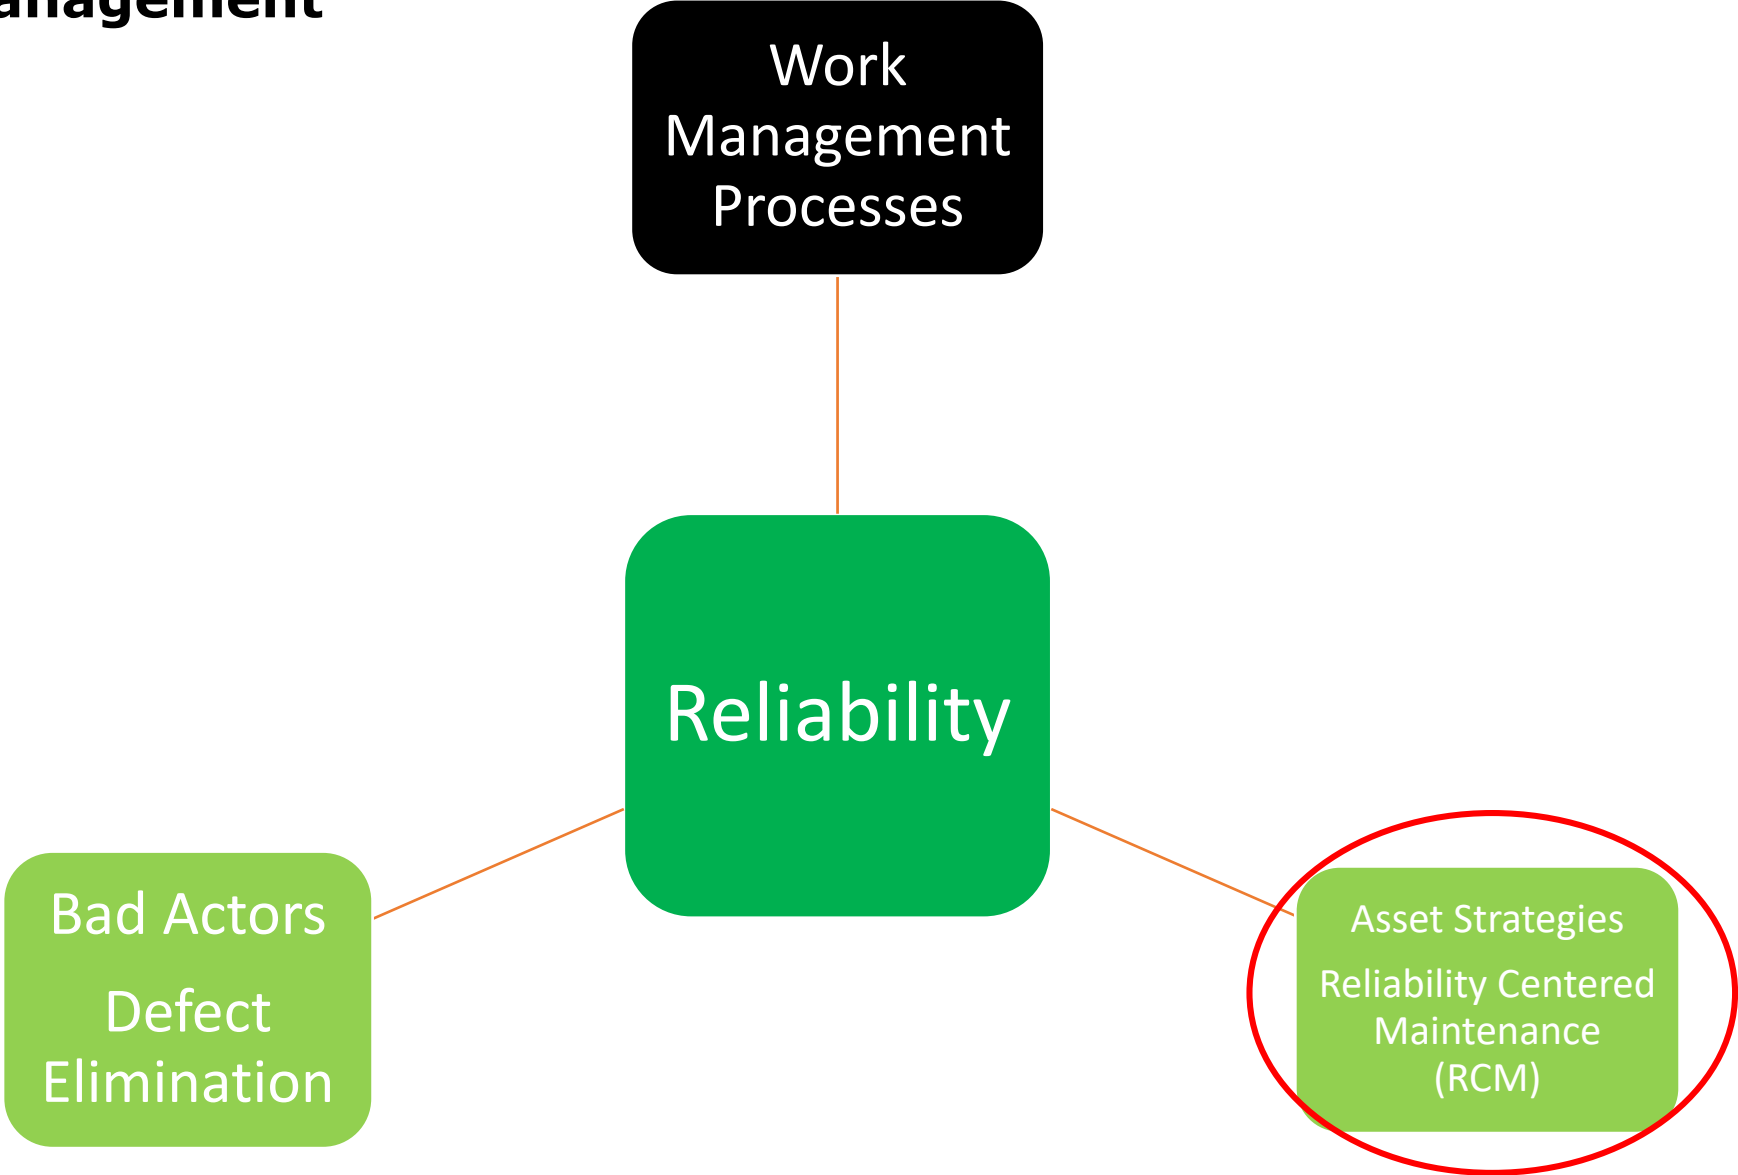 Work
Management
Processes
Reliability
Bad Actors
Defect
Elimination
Asset Strategies
Reliability Centered
Maintenance
(RCM)